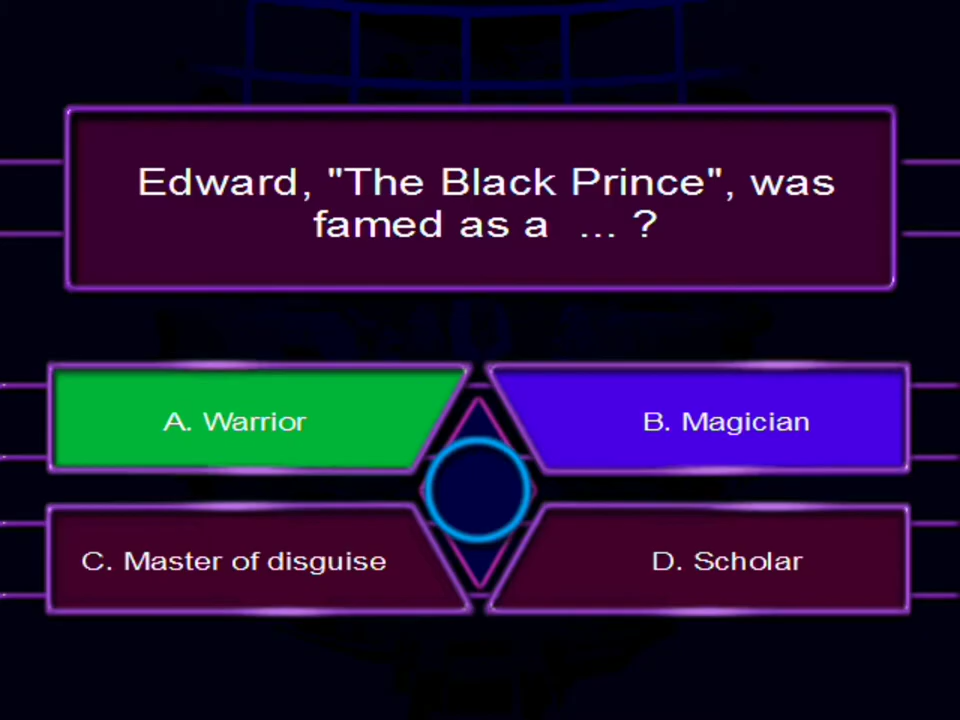 Edward, "The Black Prince", was
famed as a ... ?
A. Warrior
B. Magician
C. Master of disguise
D. Scholar